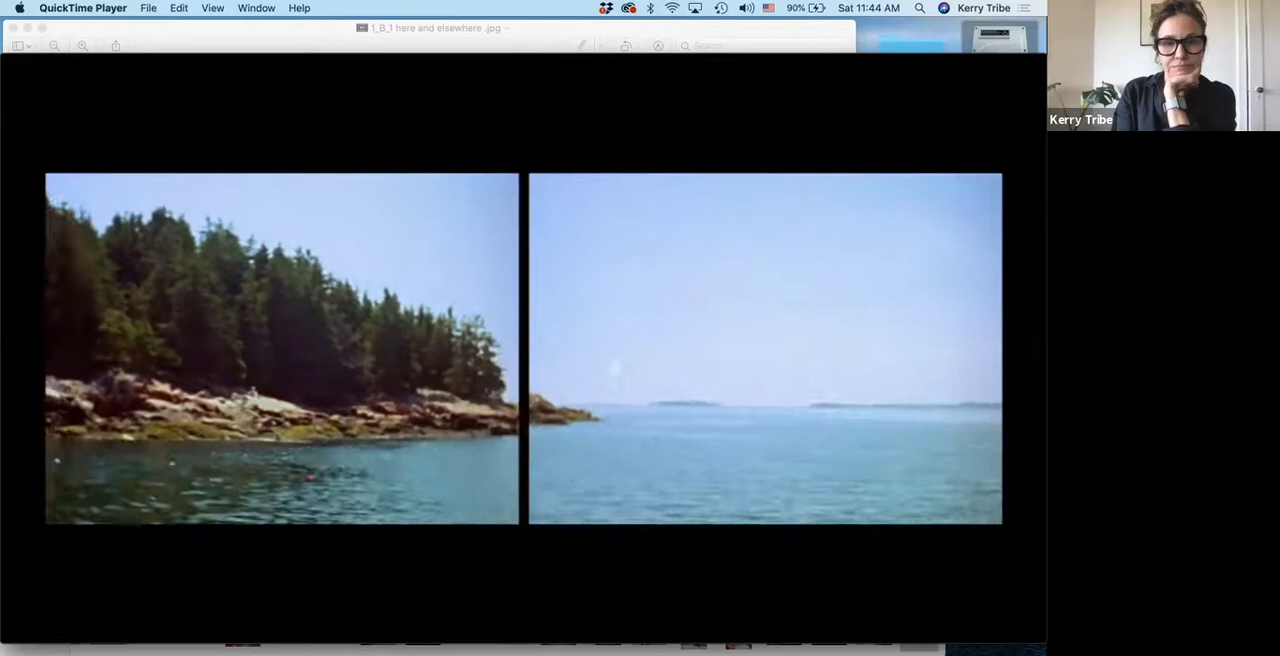 QuickTime Player File Edit View Window Help 90% Sat 11:44 AM Kerry Tribe
1_B_1 here and elsewhere .jpg
Search
Kerry Tribe